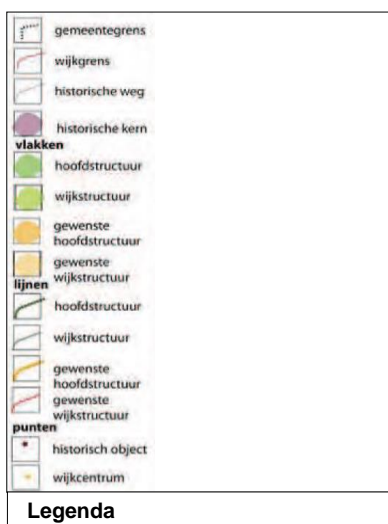 gemeentegrens
wijkgrens
historische weg
historische kern
vlakken
hoofdstructuur
wijkstructuur
gewenste
hoofdstructuur
gewenste
wijkstructuur
lijnen
hoofdstructuur
wijkstructuur
gewenste
hoofdstructuur
gewenste
wijkstructuur
punten
historisch object
wijkcentrum
Legenda